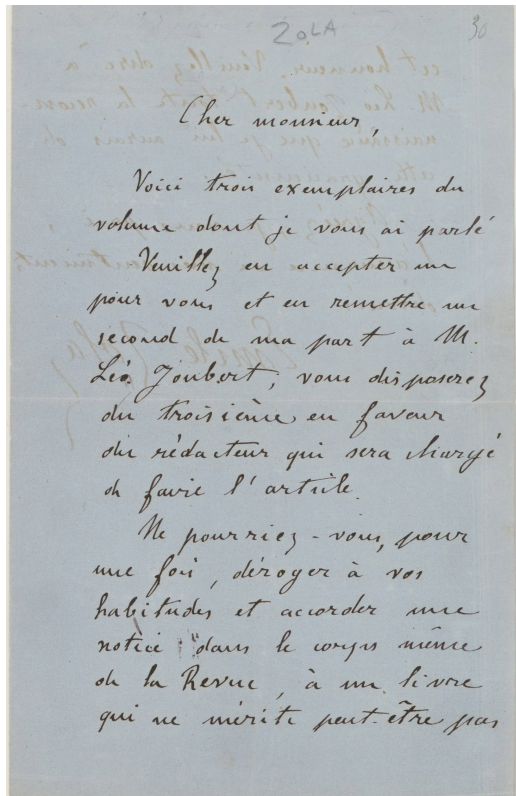 ZOLA
30
Cher monsieur,
Voici trois exemplaires du
volume dont je vous ai parlé
Veuillez en accepter un
pour vous et en remettre un
second de ma part à M.
Léo Joubert, vous disposerez
du troisième en faveur
du rédacteur qui sera chargé
de faire l'article.
Ne pourriez-vous, pour
une fois, déroger à vos
habitudes et accorder une
notice dans le corps même
de la Revue, à un livre
qui ne mérite peut-être pas